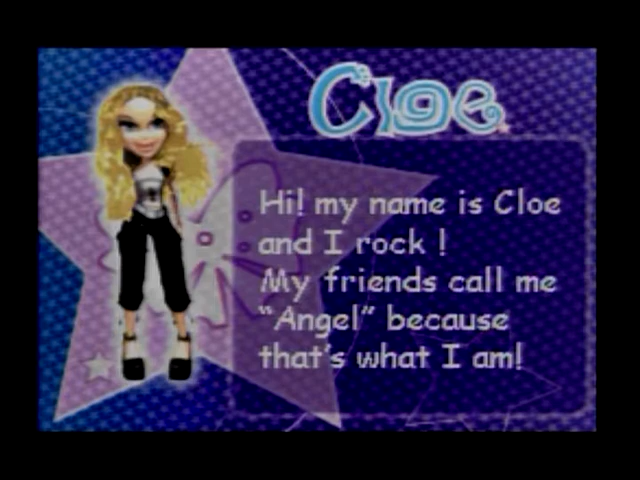 Cloe
Hi! my name is Cloe
and I rock !
My friends call me
“Angel” because
that's what I am!